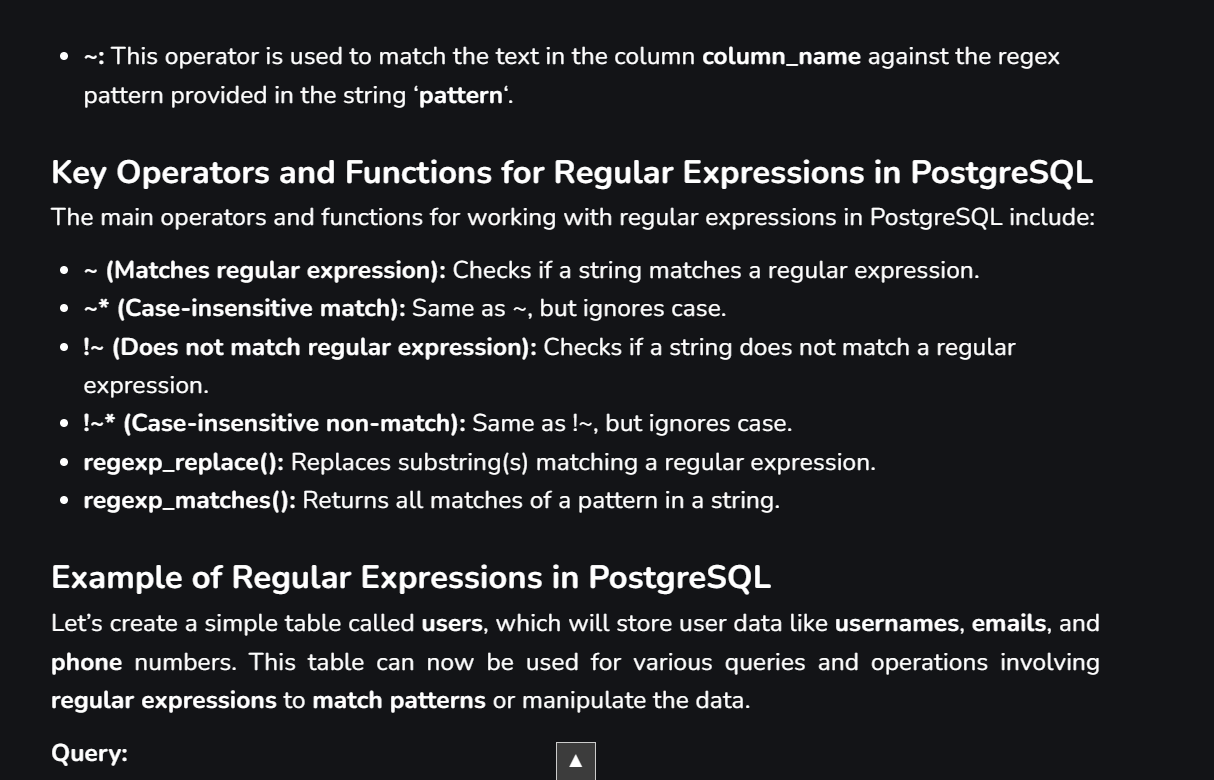 • ~: This operator is used to match the text in the column column_name against the regex
pattern provided in the string ‘pattern‘.
Key Operators and Functions for Regular Expressions in PostgreSQL
The main operators and functions for working with regular expressions in PostgreSQL include:
• ~ (Matches regular expression): Checks if a string matches a regular expression.
• ~* (Case-insensitive match): Same as ~, but ignores case.
• !~ (Does not match regular expression): Checks if a string does not match a regular
expression.
• !~* (Case-insensitive non-match): Same as !~, but ignores case.
• regexp_replace(): Replaces substring(s) matching a regular expression.
• regexp_matches(): Returns all matches of a pattern in a string.
Example of Regular Expressions in PostgreSQL
Let’s create a simple table called users, which will store user data like usernames, emails, and
phone numbers. This table can now be used for various queries and operations involving
regular expressions to match patterns or manipulate the data.
Query: